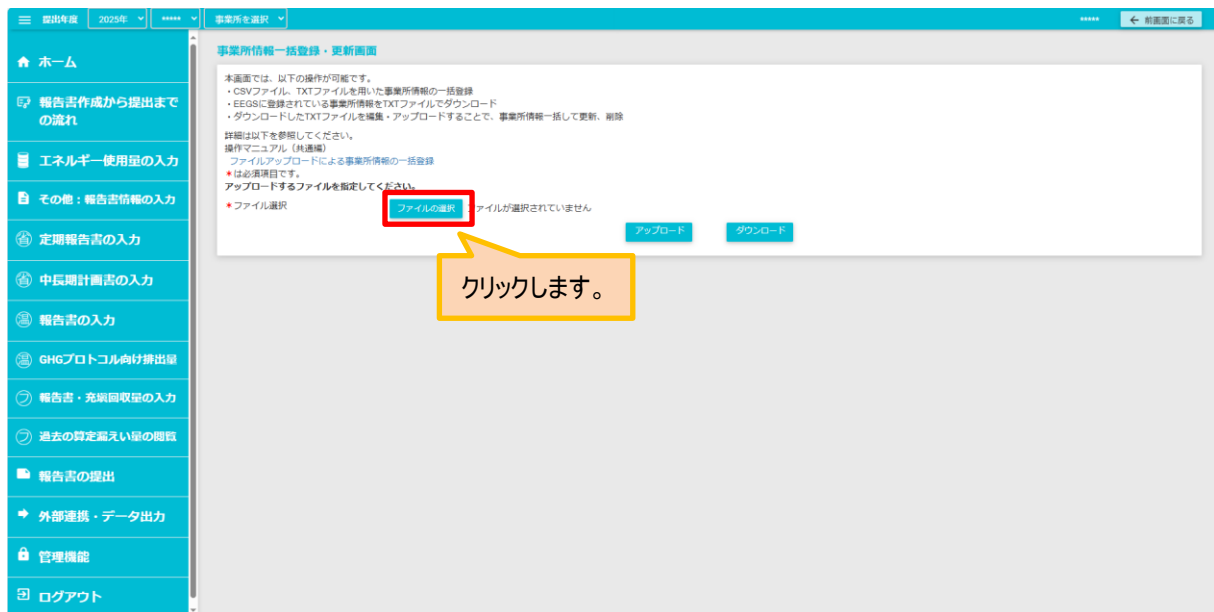 提出年度 2025年 ***** 事業所を選択 ***** ← 前画面に戻る
ホーム
報告書作成から提出まで
の流れ
エネルギー使用量の入力
その他：報告書情報の入力
省 定期報告書の入力
省 中長期計画書の入力
温 報告書の入力
温 GHGプロトコル向け排出量
フ 報告書・充填回収量の入力
フ 過去の算定漏えい量の閲覧
報告書の提出
外部連携・データ出力
管理機能
ログアウト
事業所情報一括登録・更新画面
本画面では、以下の操作が可能です。
・CSVファイル、TXTファイルを用いた事業所情報の一括登録
・EEGSに登録されている事業所情報をTXTファイルでダウンロード
・ダウンロードしたTXTファイルを編集・アップロードすることで、事業所情報一括して更新、削除
詳細は以下を参照してください。
操作マニュアル（共通編）
ファイルアップロードによる事業所情報の一括登録
*は必須項目です。
アップロードするファイルを指定してください。
*ファイル選択 ファイルの選択 ファイルが選択されていません
アップロード ダウンロード
クリックします。